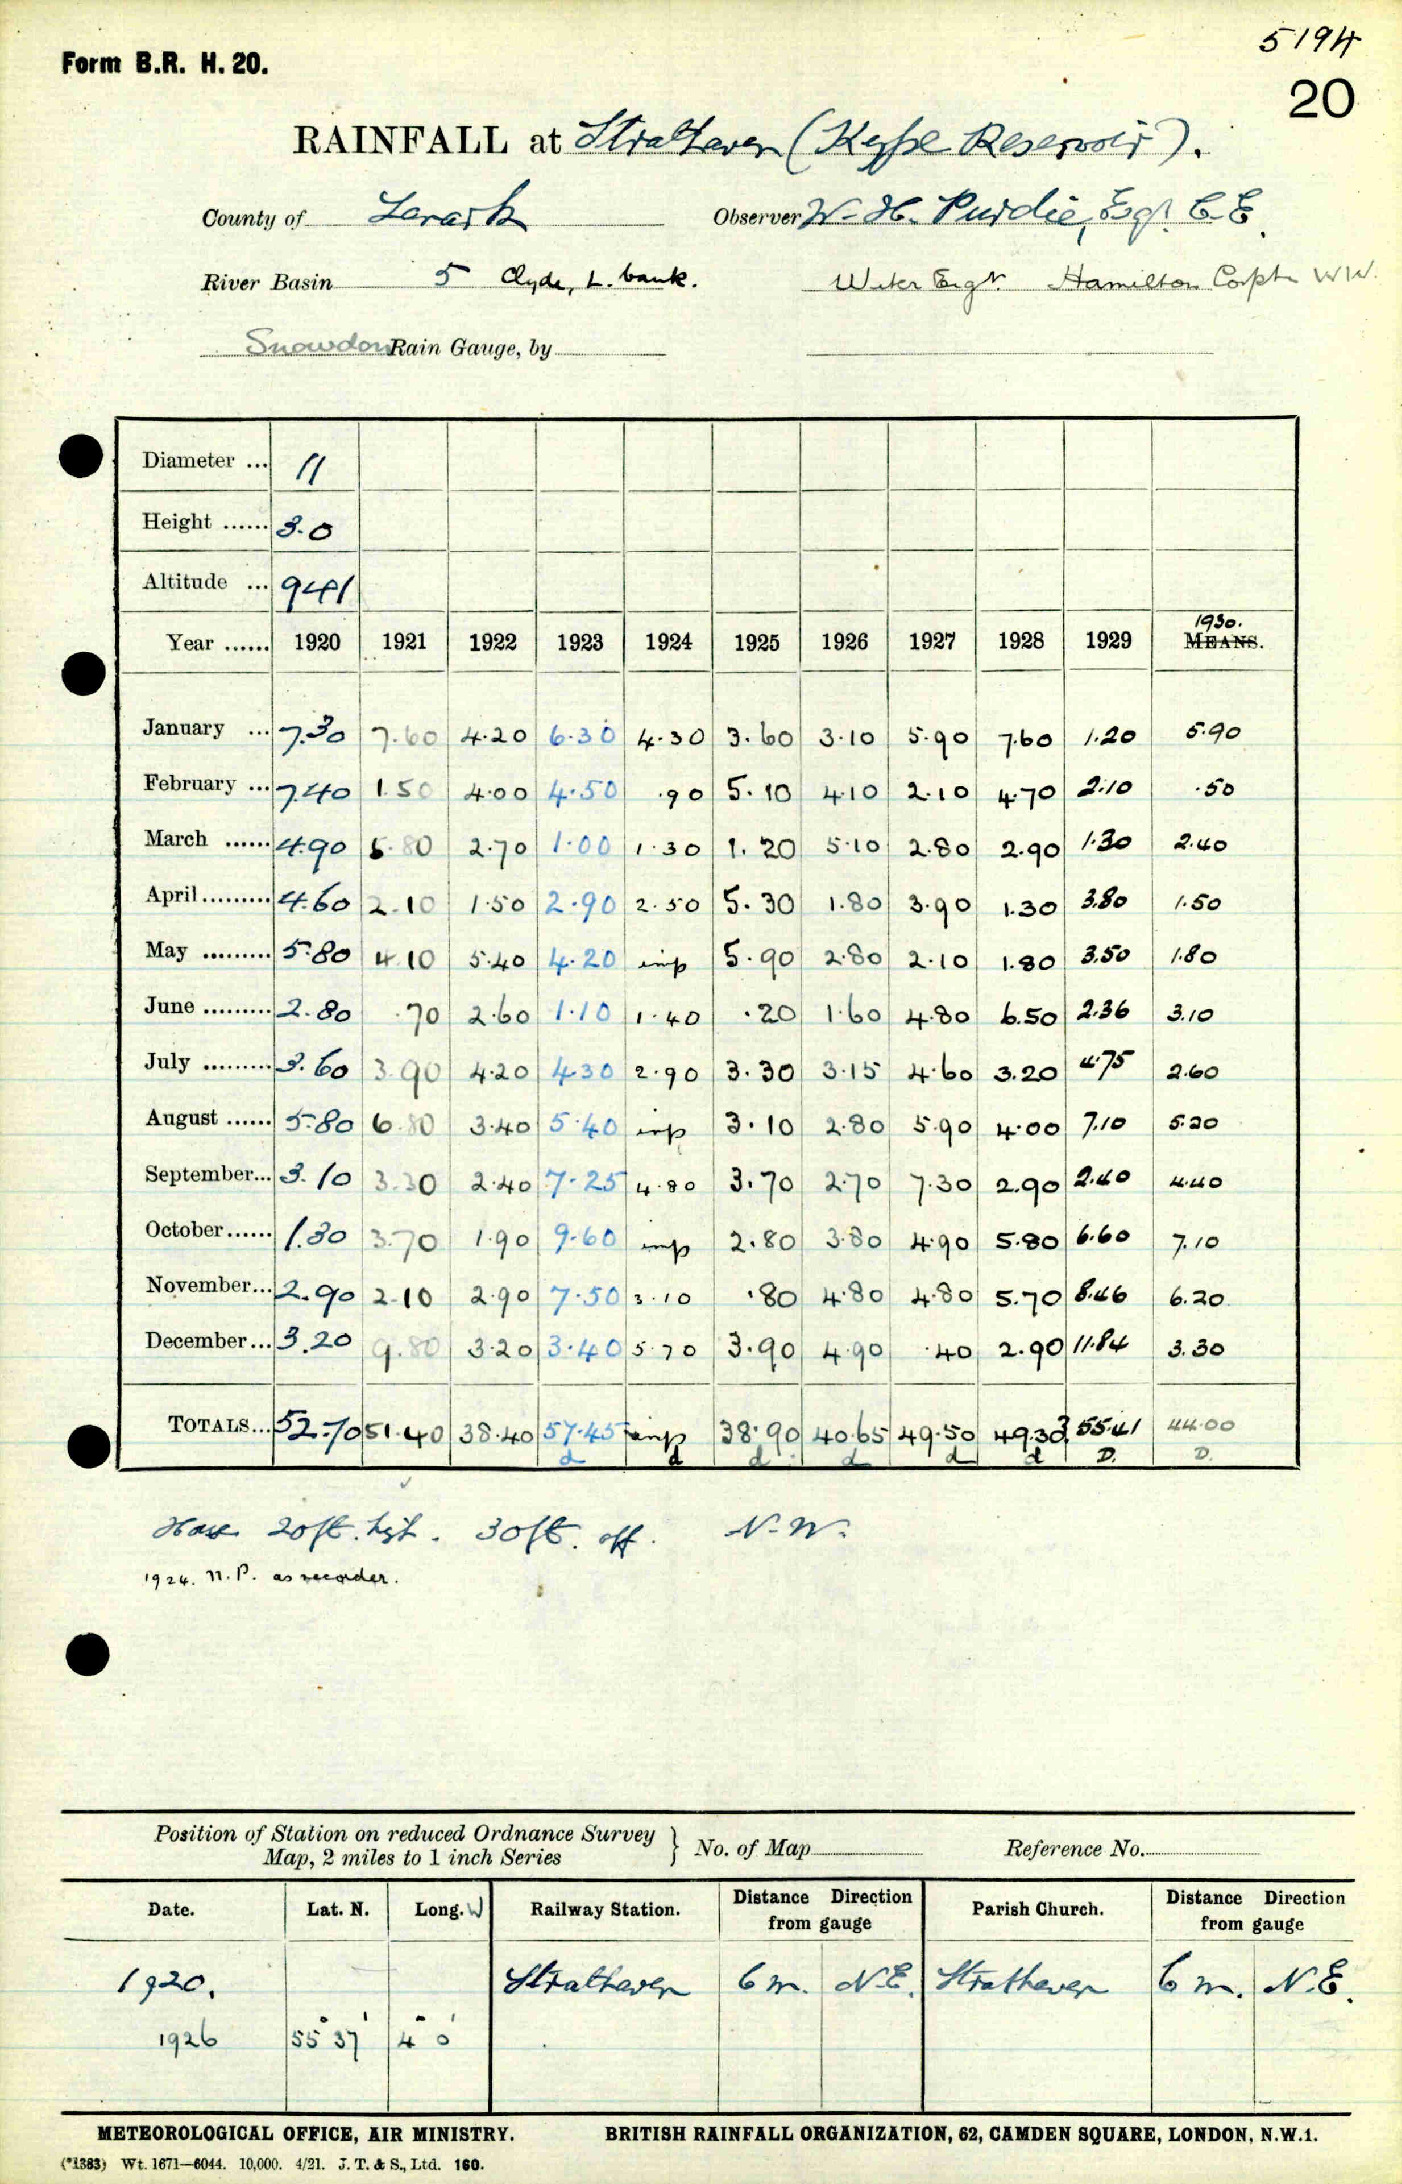 5194
Form B.R. H. 20.
20
RAINFALL at Strathaven (Kype Reservoir).
County of Lanark Observer W. H. Purdie, Esqr. C.E.
River Basin 5 Clyde, L. bank. Water Engr. Hamilton Corptn WW.
Snowdon Rain Gauge, by
Diameter ... 11
Height ...... 3.0
Altitude ... 941
1930.
Year ...... 1920 1921 1922 1923 1924 1925 1926 1927 1928 1929 MEANS.
January ... 7.30 7.60 4.20 6.30 4.30 3.60 3.10 5.90 7.60 1.20 5.90
February ... 7.40 1.50 4.00 4.50 .90 5.10 4.10 2.10 4.70 2.10 .50
March ...... 4.90 5.80 2.70 1.00 1.30 1.20 5.10 2.80 2.90 1.30 2.40
April ......... 4.60 2.10 1.50 2.90 2.50 5.30 1.80 3.90 1.30 3.80 1.50
May ......... 5.80 4.10 5.40 4.20 imp 5.90 2.80 2.10 1.80 3.50 1.80
June ......... 2.80 .70 2.60 1.10 1.40 .20 1.60 4.80 6.50 2.36 3.10
July ......... 3.60 3.90 4.20 4.30 2.90 3.30 3.15 4.60 3.20 4.75 2.60
August ...... 5.80 6.80 3.40 5.40 imp 3.10 2.80 5.90 4.00 7.10 5.20
September... 3.10 3.30 2.40 7.25 4.80 3.70 2.70 7.30 2.90 2.40 4.40
October...... 1.30 3.70 1.90 9.60 imp 2.80 3.80 4.90 5.80 6.60 7.10
November... 2.90 2.10 2.90 7.50 3.10 .80 4.80 4.80 5.70 8.46 6.20
December... 3.20 9.80 3.20 3.40 5.70 3.90 4.90 .40 2.90 11.84 3.30
TOTALS... 52.70 51.40 38.40 57.45 imp 38.90 40.65 49.50 49.30 55.41 44.00
d d d d d d D. D.
20ft. high. 30ft. off. N.W.
1924. N.P. as recorder.
Position of Station on reduced Ordnance Survey
Map, 2 miles to 1 inch Series } No. of Map Reference No.
Date. Lat. N. Long. W Railway Station. Distance Direction from gauge Parish Church. Distance Direction from gauge
1920. Strathaven 6 m. N.E. Strathaven 6 m. N.E.
1926 55° 37' 4° 0'
METEOROLOGICAL OFFICE, AIR MINISTRY. BRITISH RAINFALL ORGANIZATION, 62, CAMDEN SQUARE, LONDON, N.W.1.
(*1383) Wt. 1671—6044. 10,000. 4/21. J. T. & S., Ltd. 160.